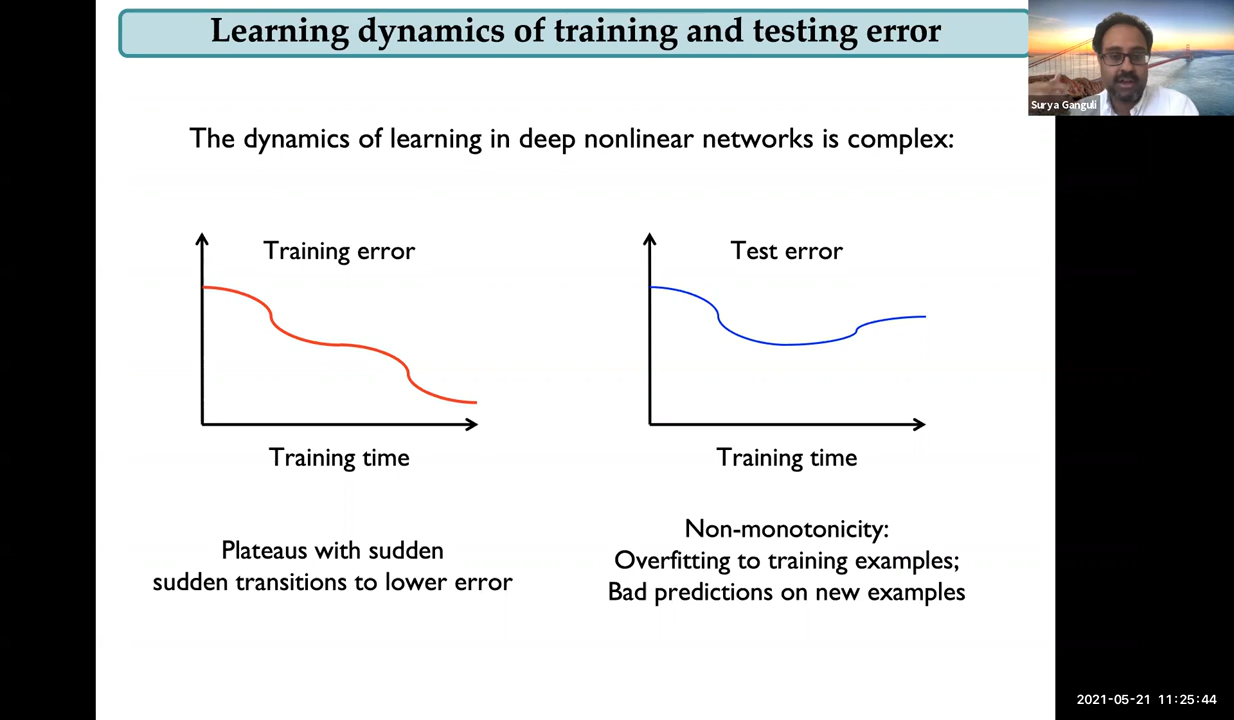 Learning dynamics of training and testing error
Surya Ganguli
The dynamics of learning in deep nonlinear networks is complex:
Training error
Training time
Plateaus with sudden
sudden transitions to lower error
Test error
Training time
Non-monotonicity:
Overfitting to training examples;
Bad predictions on new examples
2021-05-21 11:25:44